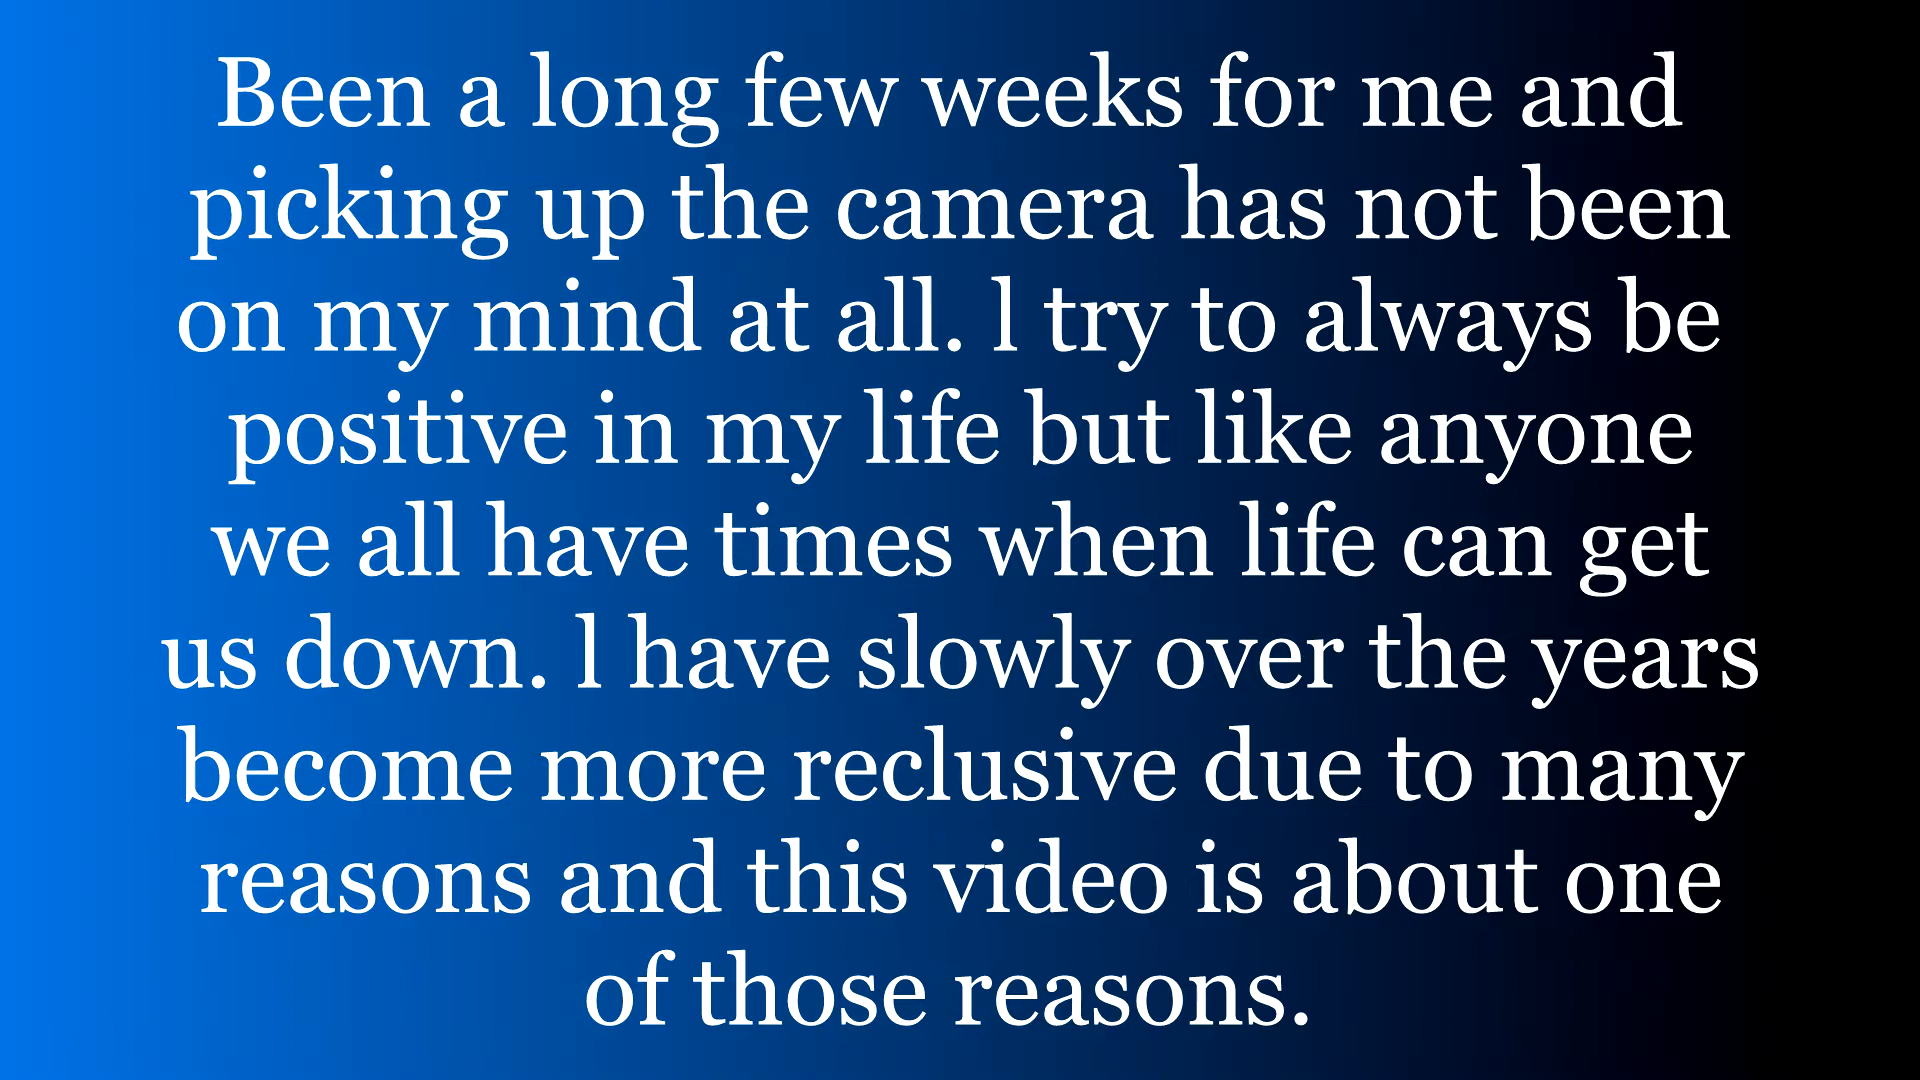 Been a long few weeks for me and
picking up the camera has not been
on my mind at all. l try to always be
positive in my life but like anyone
we all have times when life can get
us down. l have slowly over the years
become more reclusive due to many
reasons and this video is about one
of those reasons.